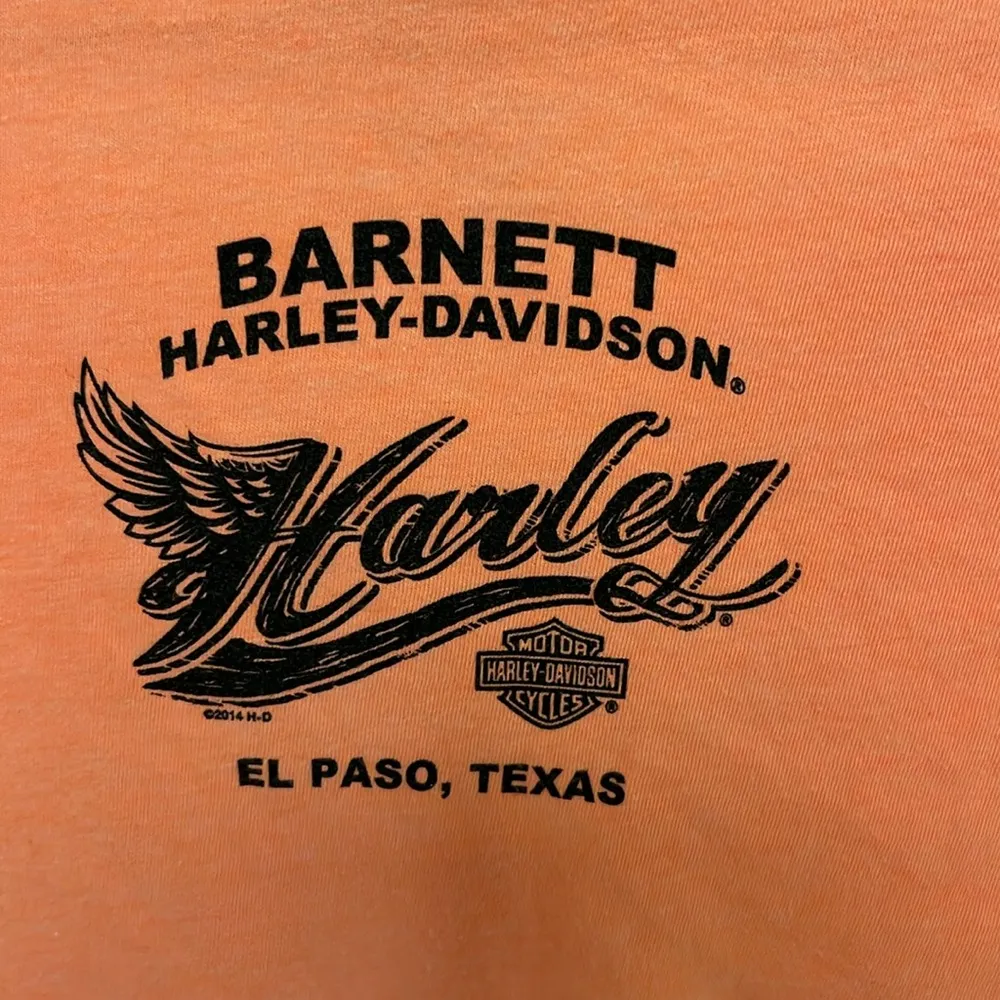 BARNETT
HARLEY-DAVIDSON®
Harley®
MOTOR
HARLEY-DAVIDSON
CYCLES®
©2014 H-D
EL PASO, TEXAS